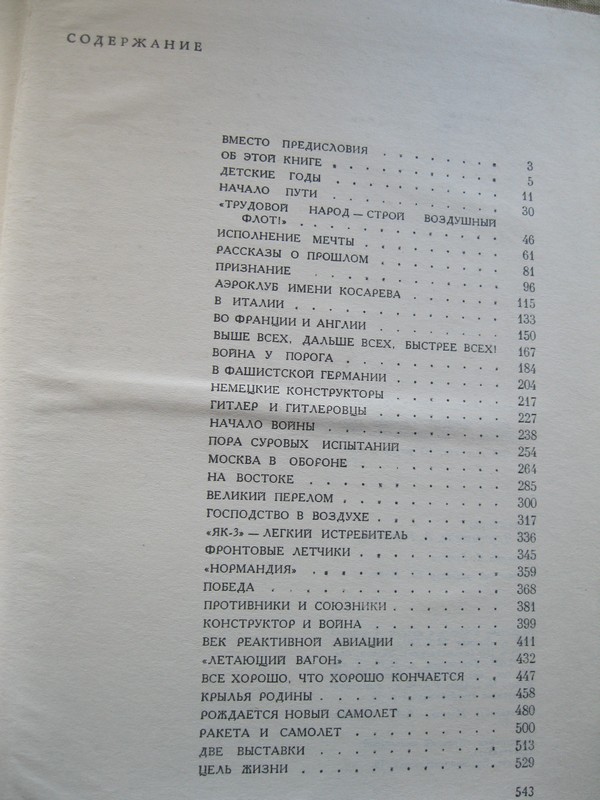 СОДЕРЖАНИЕ
ВМЕСТО ПРЕДИСЛОВИЯ . . . . . . . . 3
ОБ ЭТОЙ КНИГЕ . . . . . . . . . . 5
ДЕТСКИЕ ГОДЫ . . . . . . . . . . 11
НАЧАЛО ПУТИ . . . . . . . . . . 30
«ТРУДОВОЙ НАРОД — СТРОЙ ВОЗДУШНЫЙ
ФЛОТ!» . . . . . . . . . . . 46
ИСПОЛНЕНИЕ МЕЧТЫ . . . . . . . . 61
РАССКАЗЫ О ПРОШЛОМ . . . . . . . 81
ПРИЗНАНИЕ . . . . . . . . . . 96
АЭРОКЛУБ ИМЕНИ КОСАРЕВА . . . . . . 115
В ИТАЛИИ . . . . . . . . . . . 133
ВО ФРАНЦИИ И АНГЛИИ . . . . . . . 150
ВЫШЕ ВСЕХ, ДАЛЬШЕ ВСЕХ, БЫСТРЕЕ ВСЕХ! 167
ВОЙНА У ПОРОГА . . . . . . . . . 184
В ФАШИСТСКОЙ ГЕРМАНИИ . . . . . . 204
НЕМЕЦКИЕ КОНСТРУКТОРЫ . . . . . . 217
ГИТЛЕР И ГИТЛЕРОВЦЫ . . . . . . . 227
НАЧАЛО ВОЙНЫ . . . . . . . . . . 238
ПОРА СУРОВЫХ ИСПЫТАНИЙ . . . . . . 254
МОСКВА В ОБОРОНЕ . . . . . . . . 264
НА ВОСТОКЕ . . . . . . . . . . 285
ВЕЛИКИЙ ПЕРЕЛОМ . . . . . . . . . 300
ГОСПОДСТВО В ВОЗДУХЕ . . . . . . . 317
«ЯК-3» — ЛЕГКИЙ ИСТРЕБИТЕЛЬ . . . . . 336
ФРОНТОВЫЕ ЛЕТЧИКИ . . . . . . . . 345
«НОРМАНДИЯ» . . . . . . . . . . 359
ПОБЕДА . . . . . . . . . . . . 368
ПРОТИВНИКИ И СОЮЗНИКИ . . . . . . 381
КОНСТРУКТОР И ВОЙНА . . . . . . . 399
ВЕК РЕАКТИВНОЙ АВИАЦИИ . . . . . . 411
«ЛЕТАЮЩИЙ ВАГОН» . . . . . . . . 432
ВСЕ ХОРОШО, ЧТО ХОРОШО КОНЧАЕТСЯ . . 447
КРЫЛЬЯ РОДИНЫ . . . . . . . . . 458
РОЖДАЕТСЯ НОВЫЙ САМОЛЕТ . . . . . . 480
РАКЕТА И САМОЛЕТ . . . . . . . . 500
ДВЕ ВЫСТАВКИ . . . . . . . . . . 513
ЦЕЛЬ ЖИЗНИ . . . . . . . . . . 529
543